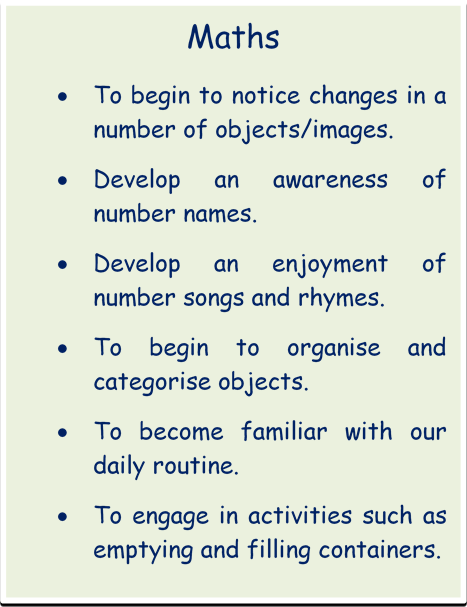 Maths
• To begin to notice changes in a
number of objects/images.
• Develop an awareness of
number names.
• Develop an enjoyment of
number songs and rhymes.
• To begin to organise and
categorise objects.
• To become familiar with our
daily routine.
• To engage in activities such as
emptying and filling containers.